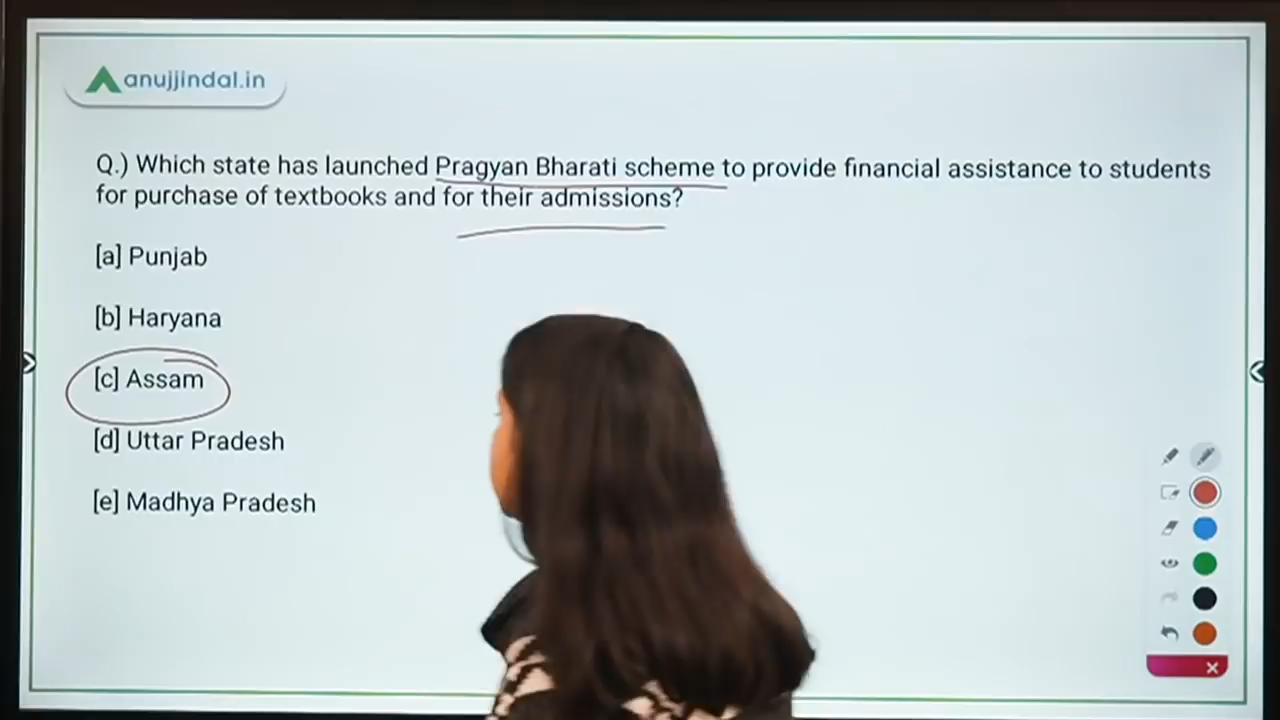 anujjindal.in
Q.) Which state has launched Pragyan Bharati scheme to provide financial assistance to students
for purchase of textbooks and for their admissions?
[a] Punjab
[b] Haryana
[c] Assam
[d] Uttar Pradesh
[e] Madhya Pradesh